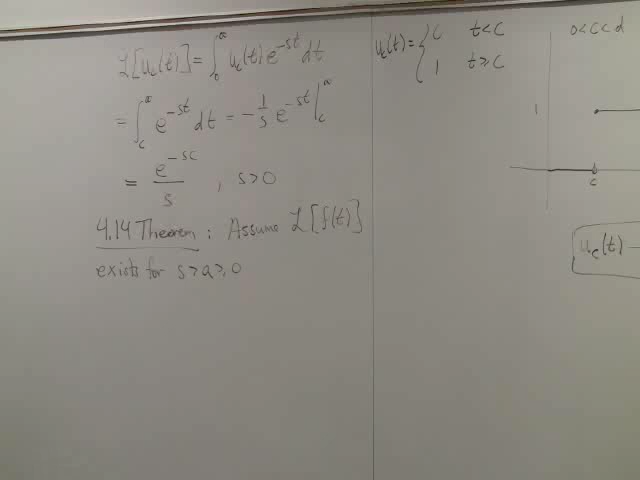 ℒ[u_c(t)] = ∫_0^∞ u_c(t) e^{-st} dt
= ∫_c^∞ e^{-st} dt = -1/s e^{-st} |_c^∞
= e^{-sc}/s , s>0
4.14 Theorem: Assume ℒ[f(t)]
exists for s>a≥0
u_c(t) = { 0 t<c
1 t≥c
0<c<d
1
c
u_c(t) -